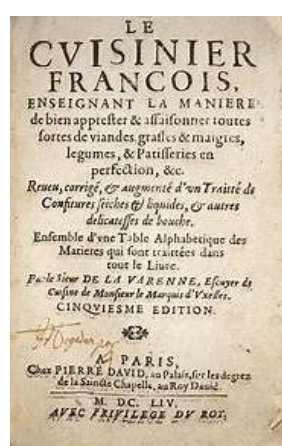 LE
CVISINIER
FRANCOIS,
ENSEIGNANT LA MANIERE
de bien apprester & assaisonner toutes
sortes de viandes, grasses & maigres,
legumes, & Patisseries en
perfection, &c.
Reueu, corrigé, & augmenté d'vn Traitté de
Confitures seiches & liquides, & autres
delicatesses de bouche.
Ensemble d'vne Table Alphabetique des
Matieres qui sont traittées dans
tout le Liure.
Par le Sieur DE LA VARENNE, Escuyer de
Cuisine de Monsieur le Marquis d'Vxelles.
CINQVIESME EDITION.
A PARIS,
Chez PIERRE DAVID, au Palais, sur les degrez
de la Saincte Chapelle, au Roy Dauid.
M. DC. LIV.
AVEC PRIVILEGE DV ROY.